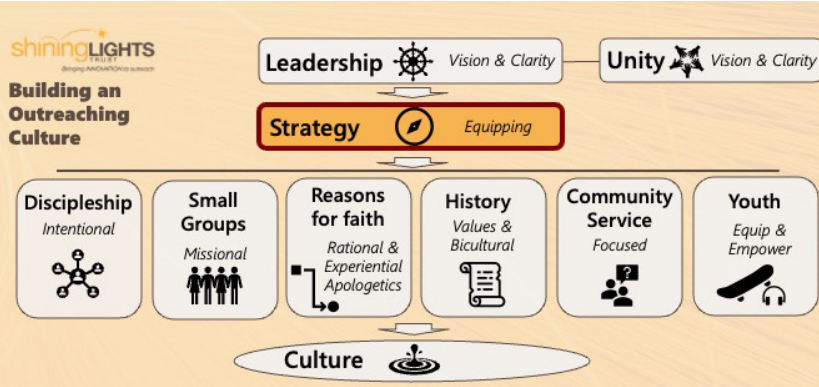 shiningLIGHTS
TRUST
Bringing INNOVATION to outreach
Building an
Outreaching
Culture
Leadership Vision & Clarity
Unity Vision & Clarity
Strategy Equipping
Discipleship
Intentional
Small
Groups
Missional
Reasons
for faith
Rational &
Experiential
Apologetics
History
Values &
Bicultural
Community
Service
Focused
?
Youth
Equip &
Empower
Culture